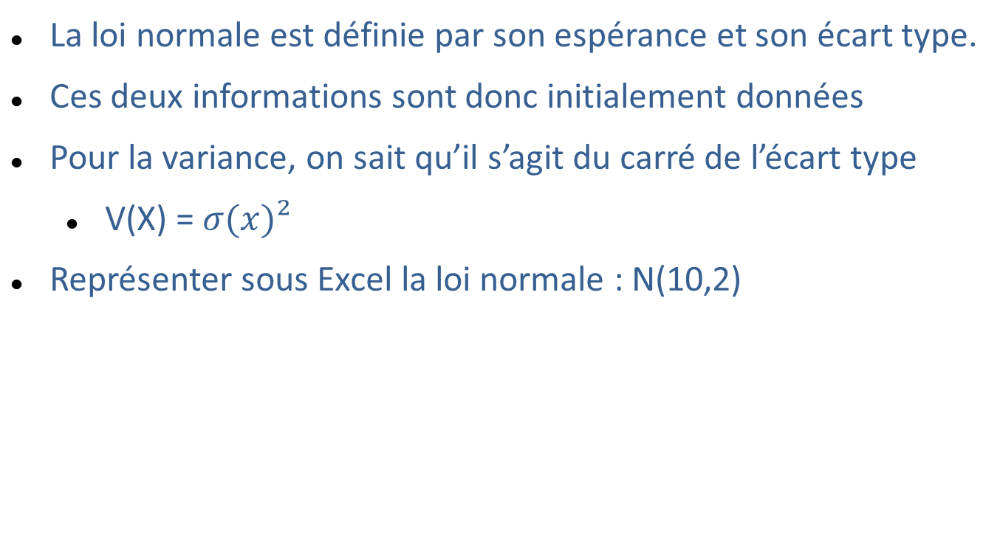 La loi normale est définie par son espérance et son écart type.
Ces deux informations sont donc initialement données
Pour la variance, on sait qu’il s’agit du carré de l’écart type
V(X) = 𝜎(𝑥)²
Représenter sous Excel la loi normale : N(10,2)